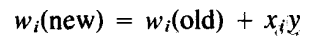 wᵢ(new) = wᵢ(old) + xᵢy